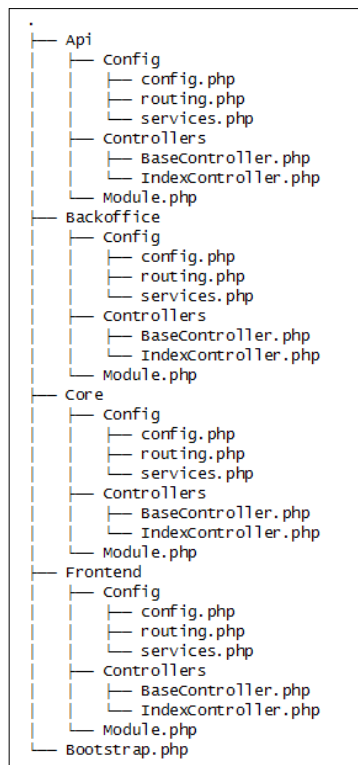 .
├── Api
│   ├── Config
│   │   ├── config.php
│   │   ├── routing.php
│   │   └── services.php
│   ├── Controllers
│   │   ├── BaseController.php
│   │   └── IndexController.php
│   └── Module.php
├── Backoffice
│   ├── Config
│   │   ├── config.php
│   │   ├── routing.php
│   │   └── services.php
│   ├── Controllers
│   │   ├── BaseController.php
│   │   └── IndexController.php
│   └── Module.php
├── Core
│   ├── Config
│   │   ├── config.php
│   │   ├── routing.php
│   │   └── services.php
│   ├── Controllers
│   │   ├── BaseController.php
│   │   └── IndexController.php
│   └── Module.php
├── Frontend
│   ├── Config
│   │   ├── config.php
│   │   ├── routing.php
│   │   └── services.php
│   ├── Controllers
│   │   ├── BaseController.php
│   │   └── IndexController.php
│   └── Module.php
└── Bootstrap.php